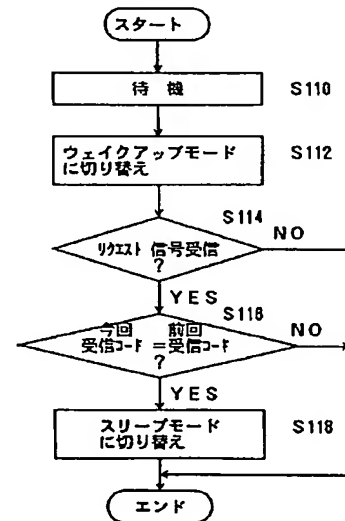 スタート
待 機 S110
ウェイクアップモード
に切り替え
S112
S114
リクエスト 信号受信
?
NO
YES
S116
今回 前回
受信コード = 受信コード
?
NO
YES
スリープモード
に切り替え
S118
エンド